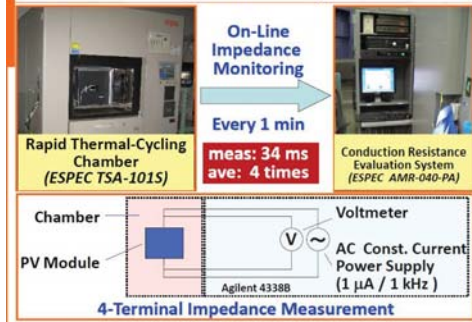 On-Line
Impedance
Monitoring
Every 1 min
meas: 34 ms
ave: 4 times
Rapid Thermal-Cycling
Chamber
(ESPEC TSA-101S)
Conduction Resistance
Evaluation System
(ESPEC AMR-040-PA)
Chamber
PV Module
V
~
Voltmeter
AC Const. Current
Power Supply
(1 µA / 1 kHz )
Agilent 4338B
4-Terminal Impedance Measurement